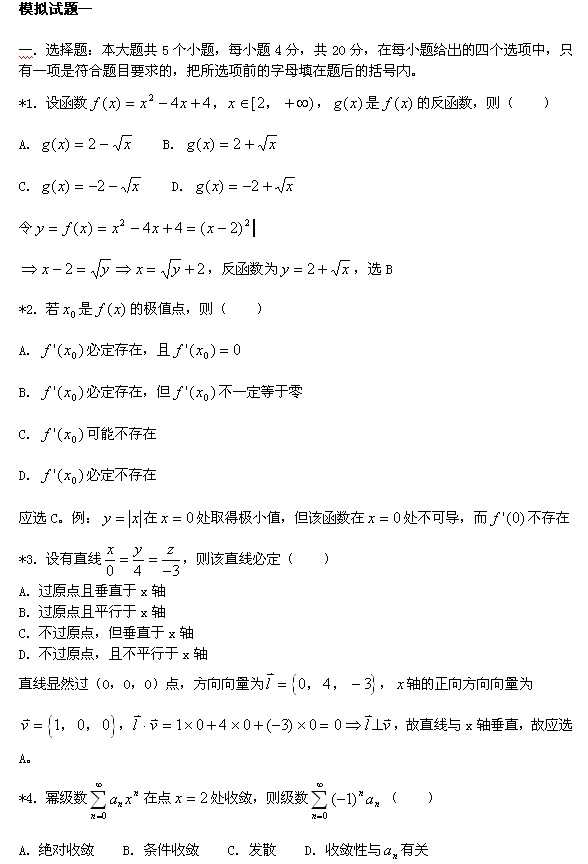 模拟试题一
一. 选择题：本大题共 5 个小题，每小题 4 分，共 20 分，在每小题给出的四个选项中，只
有一项是符合题目要求的，把所选项前的字母填在题后的括号内。
*1. 设函数 f(x) = x² − 4x + 4，x ∈ [2，+∞)，g(x) 是 f(x) 的反函数，则（　　）
A. g(x) = 2 − √x　　B. g(x) = 2 + √x
C. g(x) = −2 − √x　　D. g(x) = −2 + √x
令 y = f(x) = x² − 4x + 4 = (x − 2)²
⇒ x − 2 = √y ⇒ x = √y + 2，反函数为 y = 2 + √x，选 B
*2. 若 x₀ 是 f(x) 的极值点，则（　　）
A. f'(x₀) 必定存在，且 f'(x₀) = 0
B. f'(x₀) 必定存在，但 f'(x₀) 不一定等于零
C. f'(x₀) 可能不存在
D. f'(x₀) 必定不存在
应选 C。例：y = |x| 在 x = 0 处取得极小值，但该函数在 x = 0 处不可导，而 f'(0) 不存在
*3. 设有直线 x/0 = y/4 = z/−3，则该直线必定（　　）
A. 过原点且垂直于 x 轴
B. 过原点且平行于 x 轴
C. 不过原点，但垂直于 x 轴
D. 不过原点，且不平行于 x 轴
直线显然过（0，0，0）点，方向向量为 l⃗ = {0，4，−3}，x 轴的正向方向向量为
v⃗ = {1，0，0}，l⃗ · v⃗ = 1×0 + 4×0 + (−3)×0 = 0 ⇒ l⃗ ⊥ v⃗，故直线与 x 轴垂直，故应选
A。
*4. 幂级数 ∑_{n=0}^{∞} aₙxⁿ 在点 x = 2 处收敛，则级数 ∑_{n=0}^{∞} (−1)ⁿaₙ（　　）
A. 绝对收敛　　B. 条件收敛　　C. 发散　　D. 收敛性与 aₙ 有关